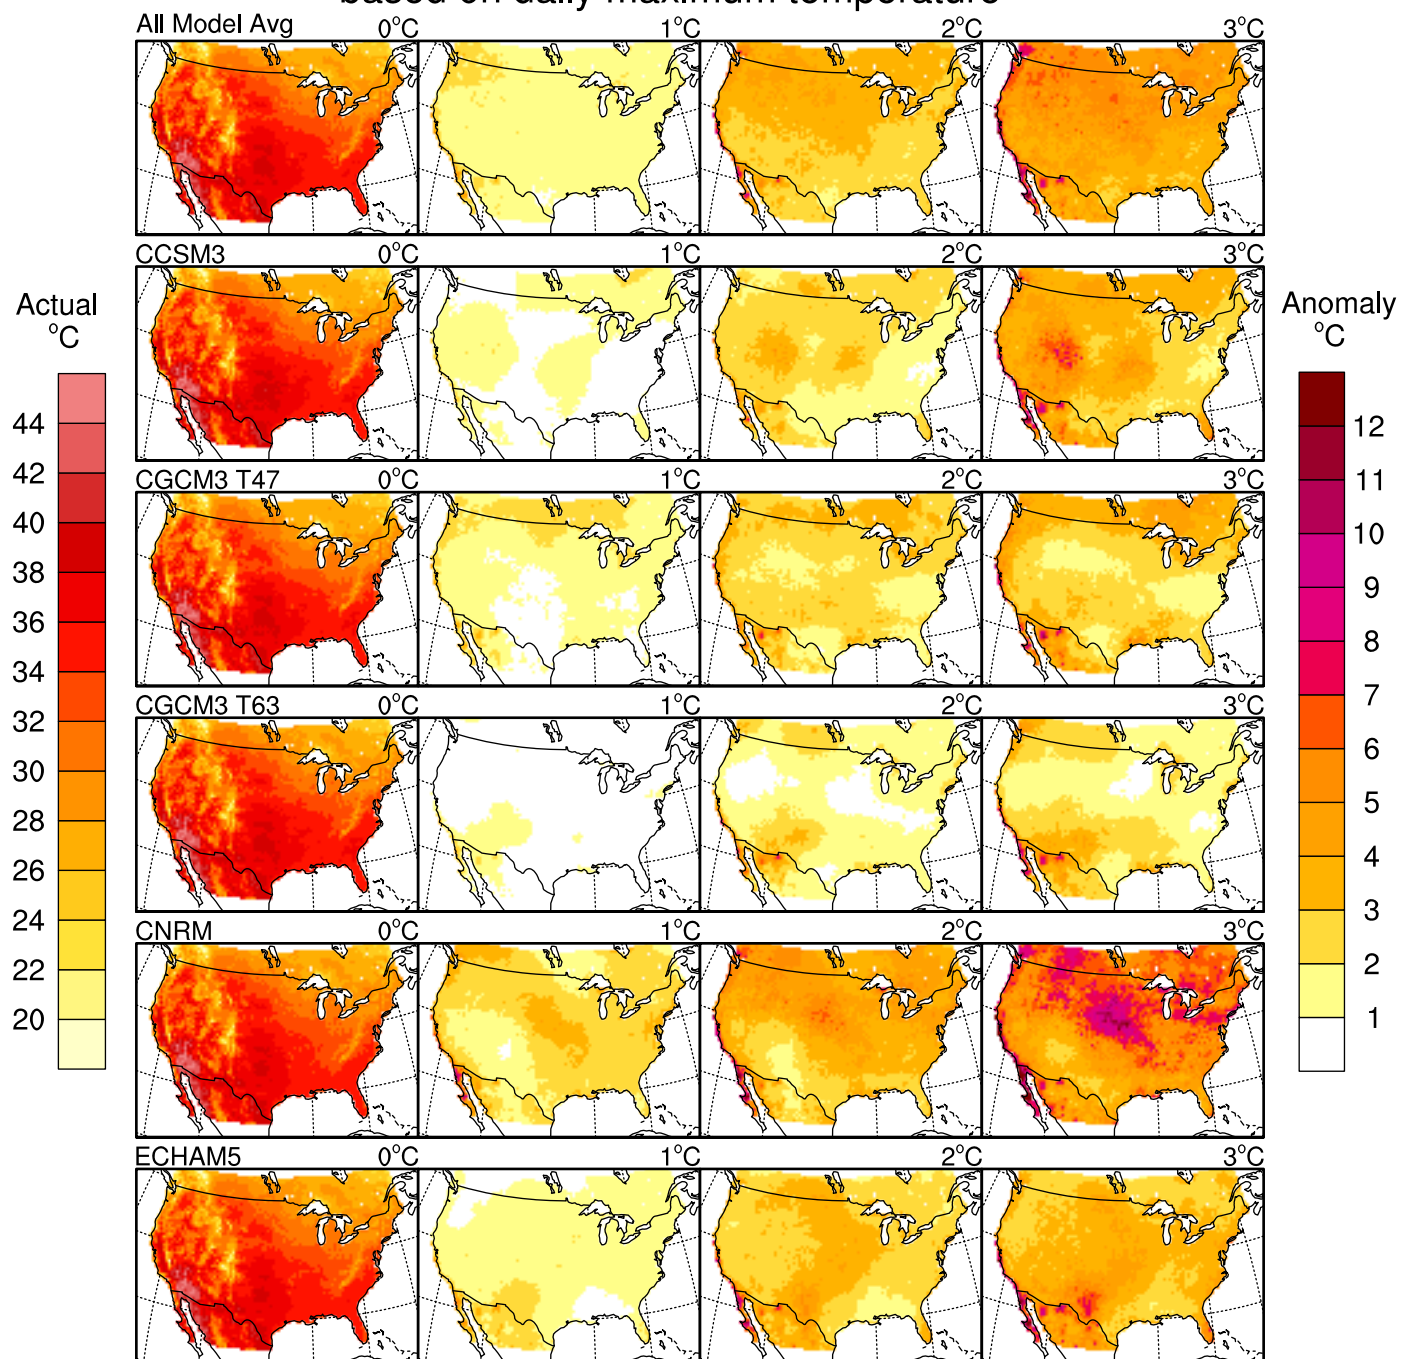 based on daily maximum temperature
All Model Avg 0°C 1°C 2°C 3°C
CCSM3 0°C 1°C 2°C 3°C
CGCM3 T47 0°C 1°C 2°C 3°C
CGCM3 T63 0°C 1°C 2°C 3°C
CNRM 0°C 1°C 2°C 3°C
ECHAM5 0°C 1°C 2°C 3°C
Actual
°C
44
42
40
38
36
34
32
30
28
26
24
22
20
Anomaly
°C
12
11
10
9
8
7
6
5
4
3
2
1